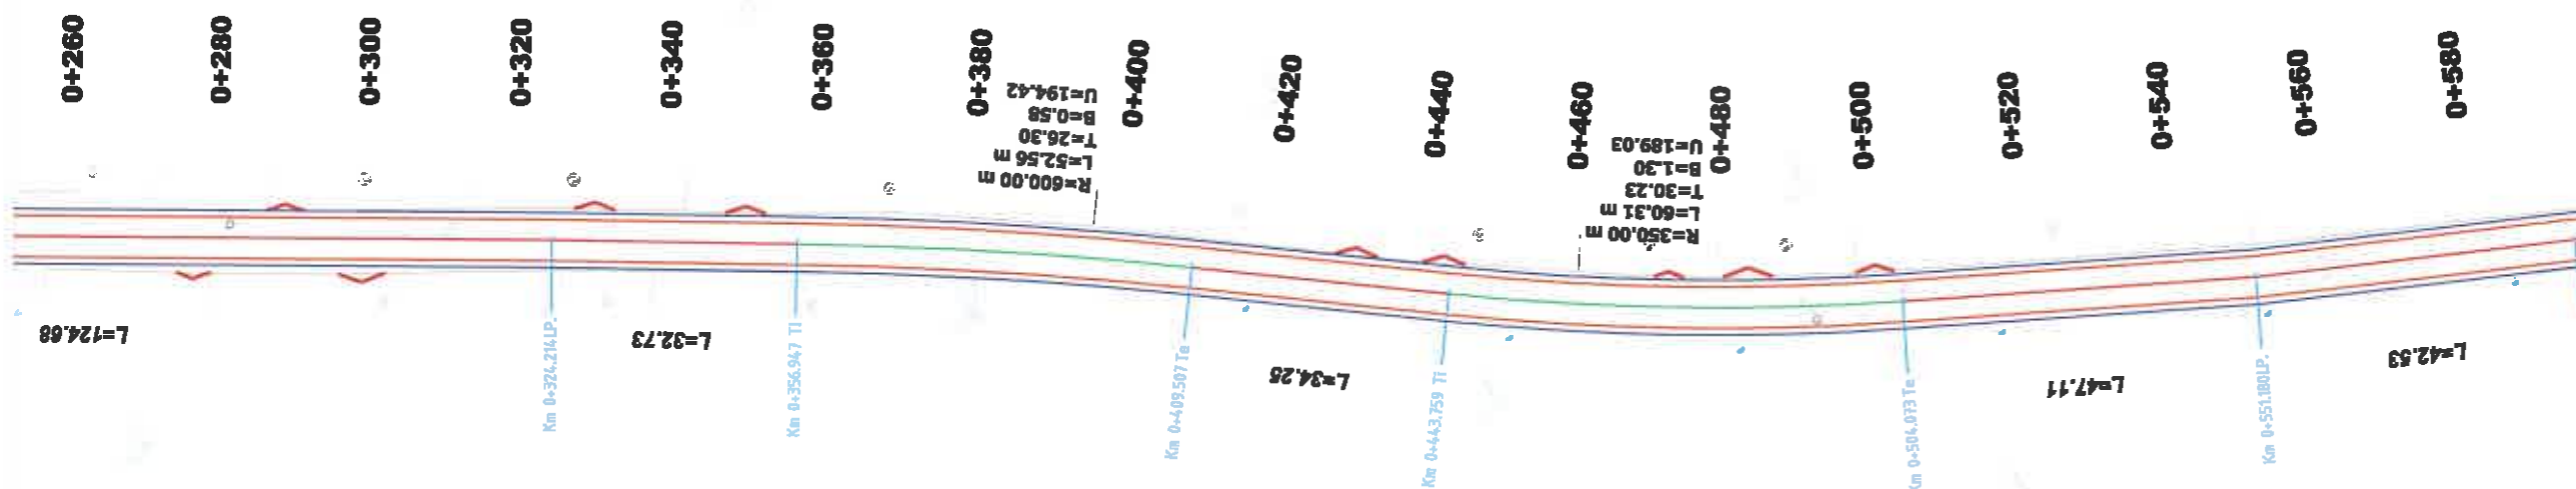 0+260
0+280
0+300
0+320
0+340
0+360
0+380
0+400
0+420
0+440
0+460
0+480
0+500
0+520
0+540
0+560
0+580
R=600.00 m
L=52.56 m
T=26.30
B=0.58
U=194.42
R=350.00 m
L=60.31 m
T=30.23
B=1.30
U=189.03
L=124.68
Km 0+324.214LP.
L=32.73
Km 0+356.947 Ti
Km 0+409.507 Te
L=34.25
Km 0+443.759 Ti
Km 0+504.073 Te
L=47.11
Km 0+551.180LP.
L=42.53